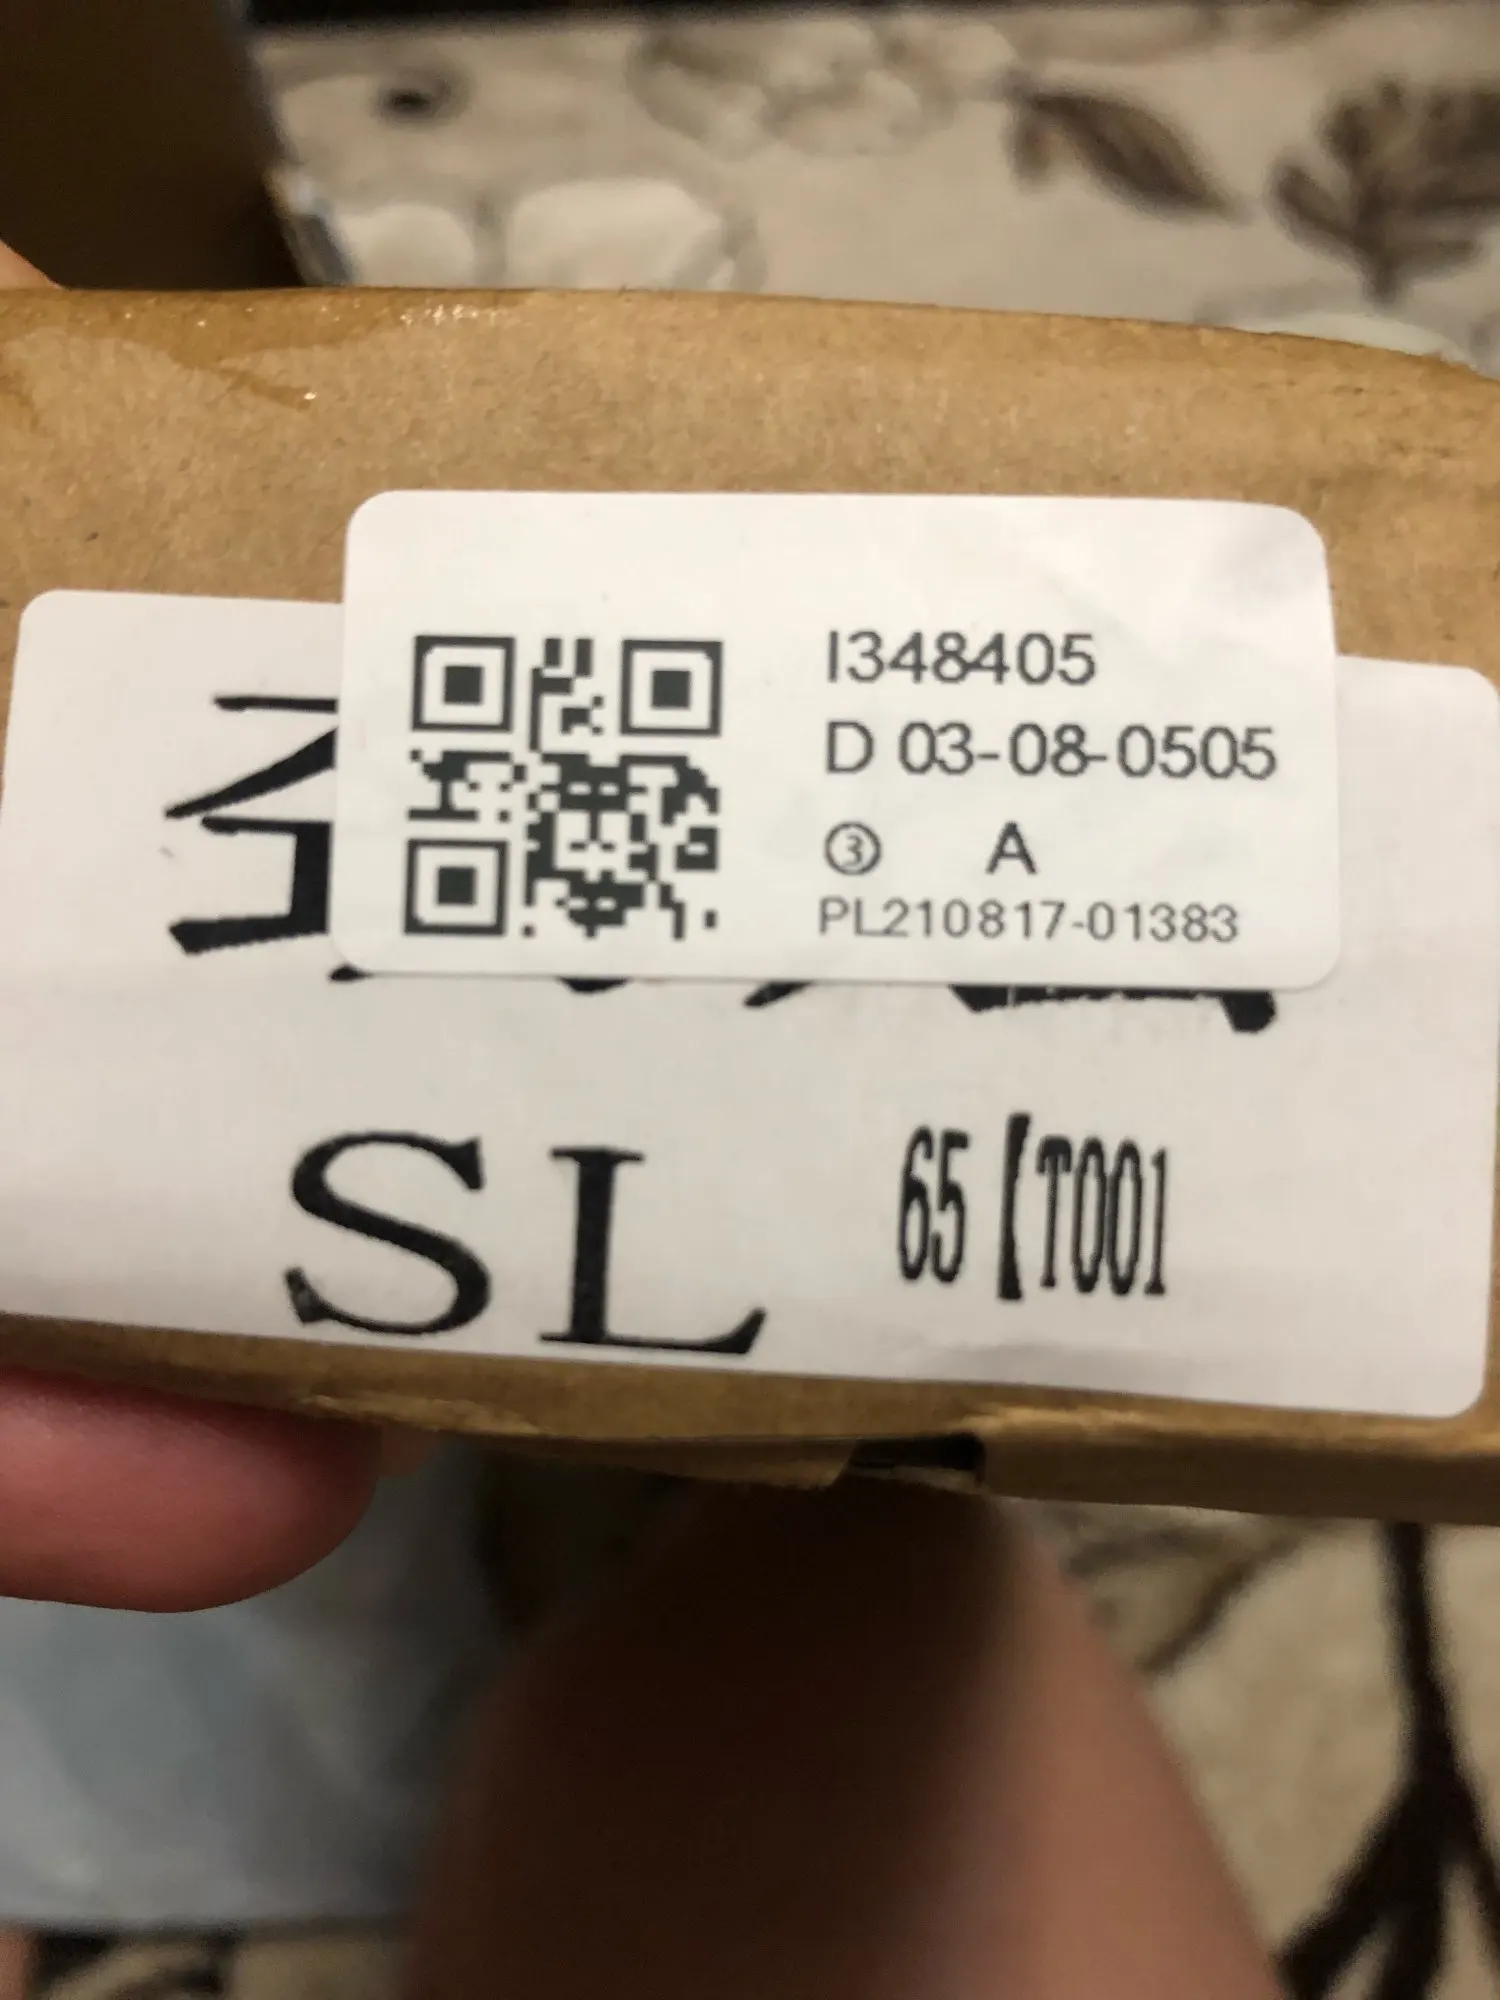 I348405
D 03-08-0505
③ A
PL210817-01383
SL 65【T001